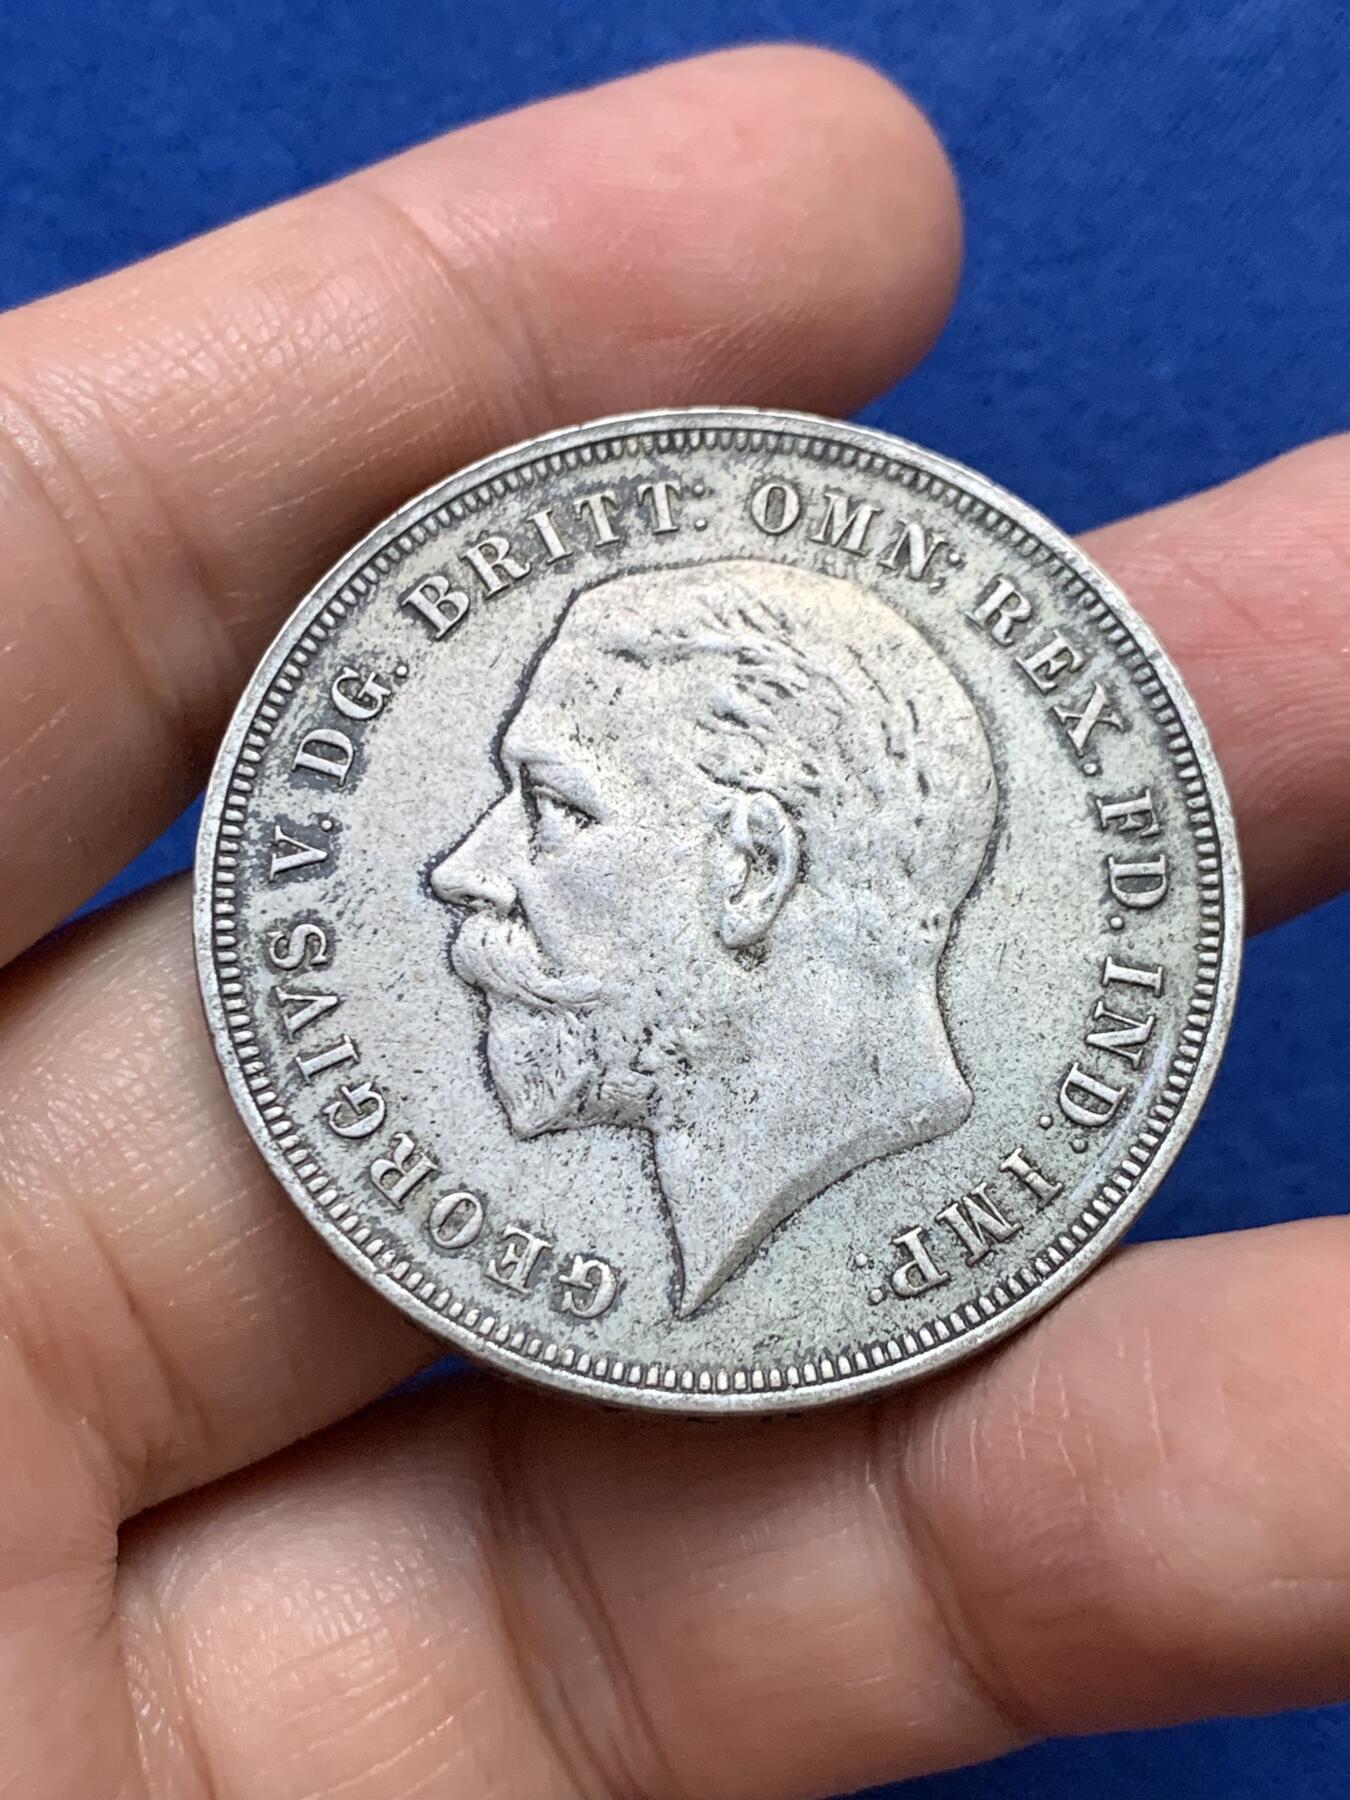 GEORGIVS V. DG. BRITT: OMN: REX. FD. IND: IMP: